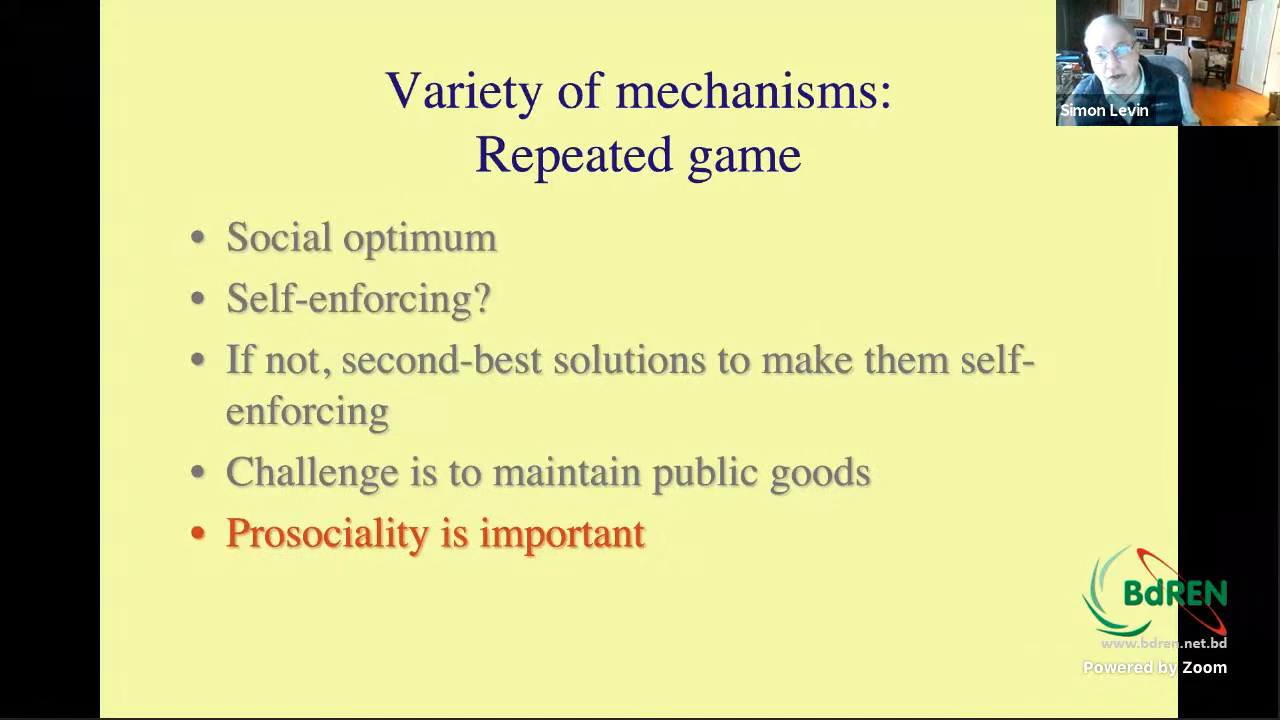 Variety of mechanisms:
Repeated game
Simon Levin
• Social optimum
• Self-enforcing?
• If not, second-best solutions to make them self-
enforcing
• Challenge is to maintain public goods
• Prosociality is important
BdREN
www.bdren.net.bd
Powered by Zoom